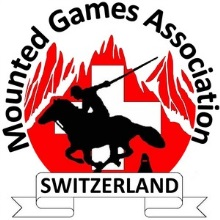 Mounted Games Association
SWITZERLAND